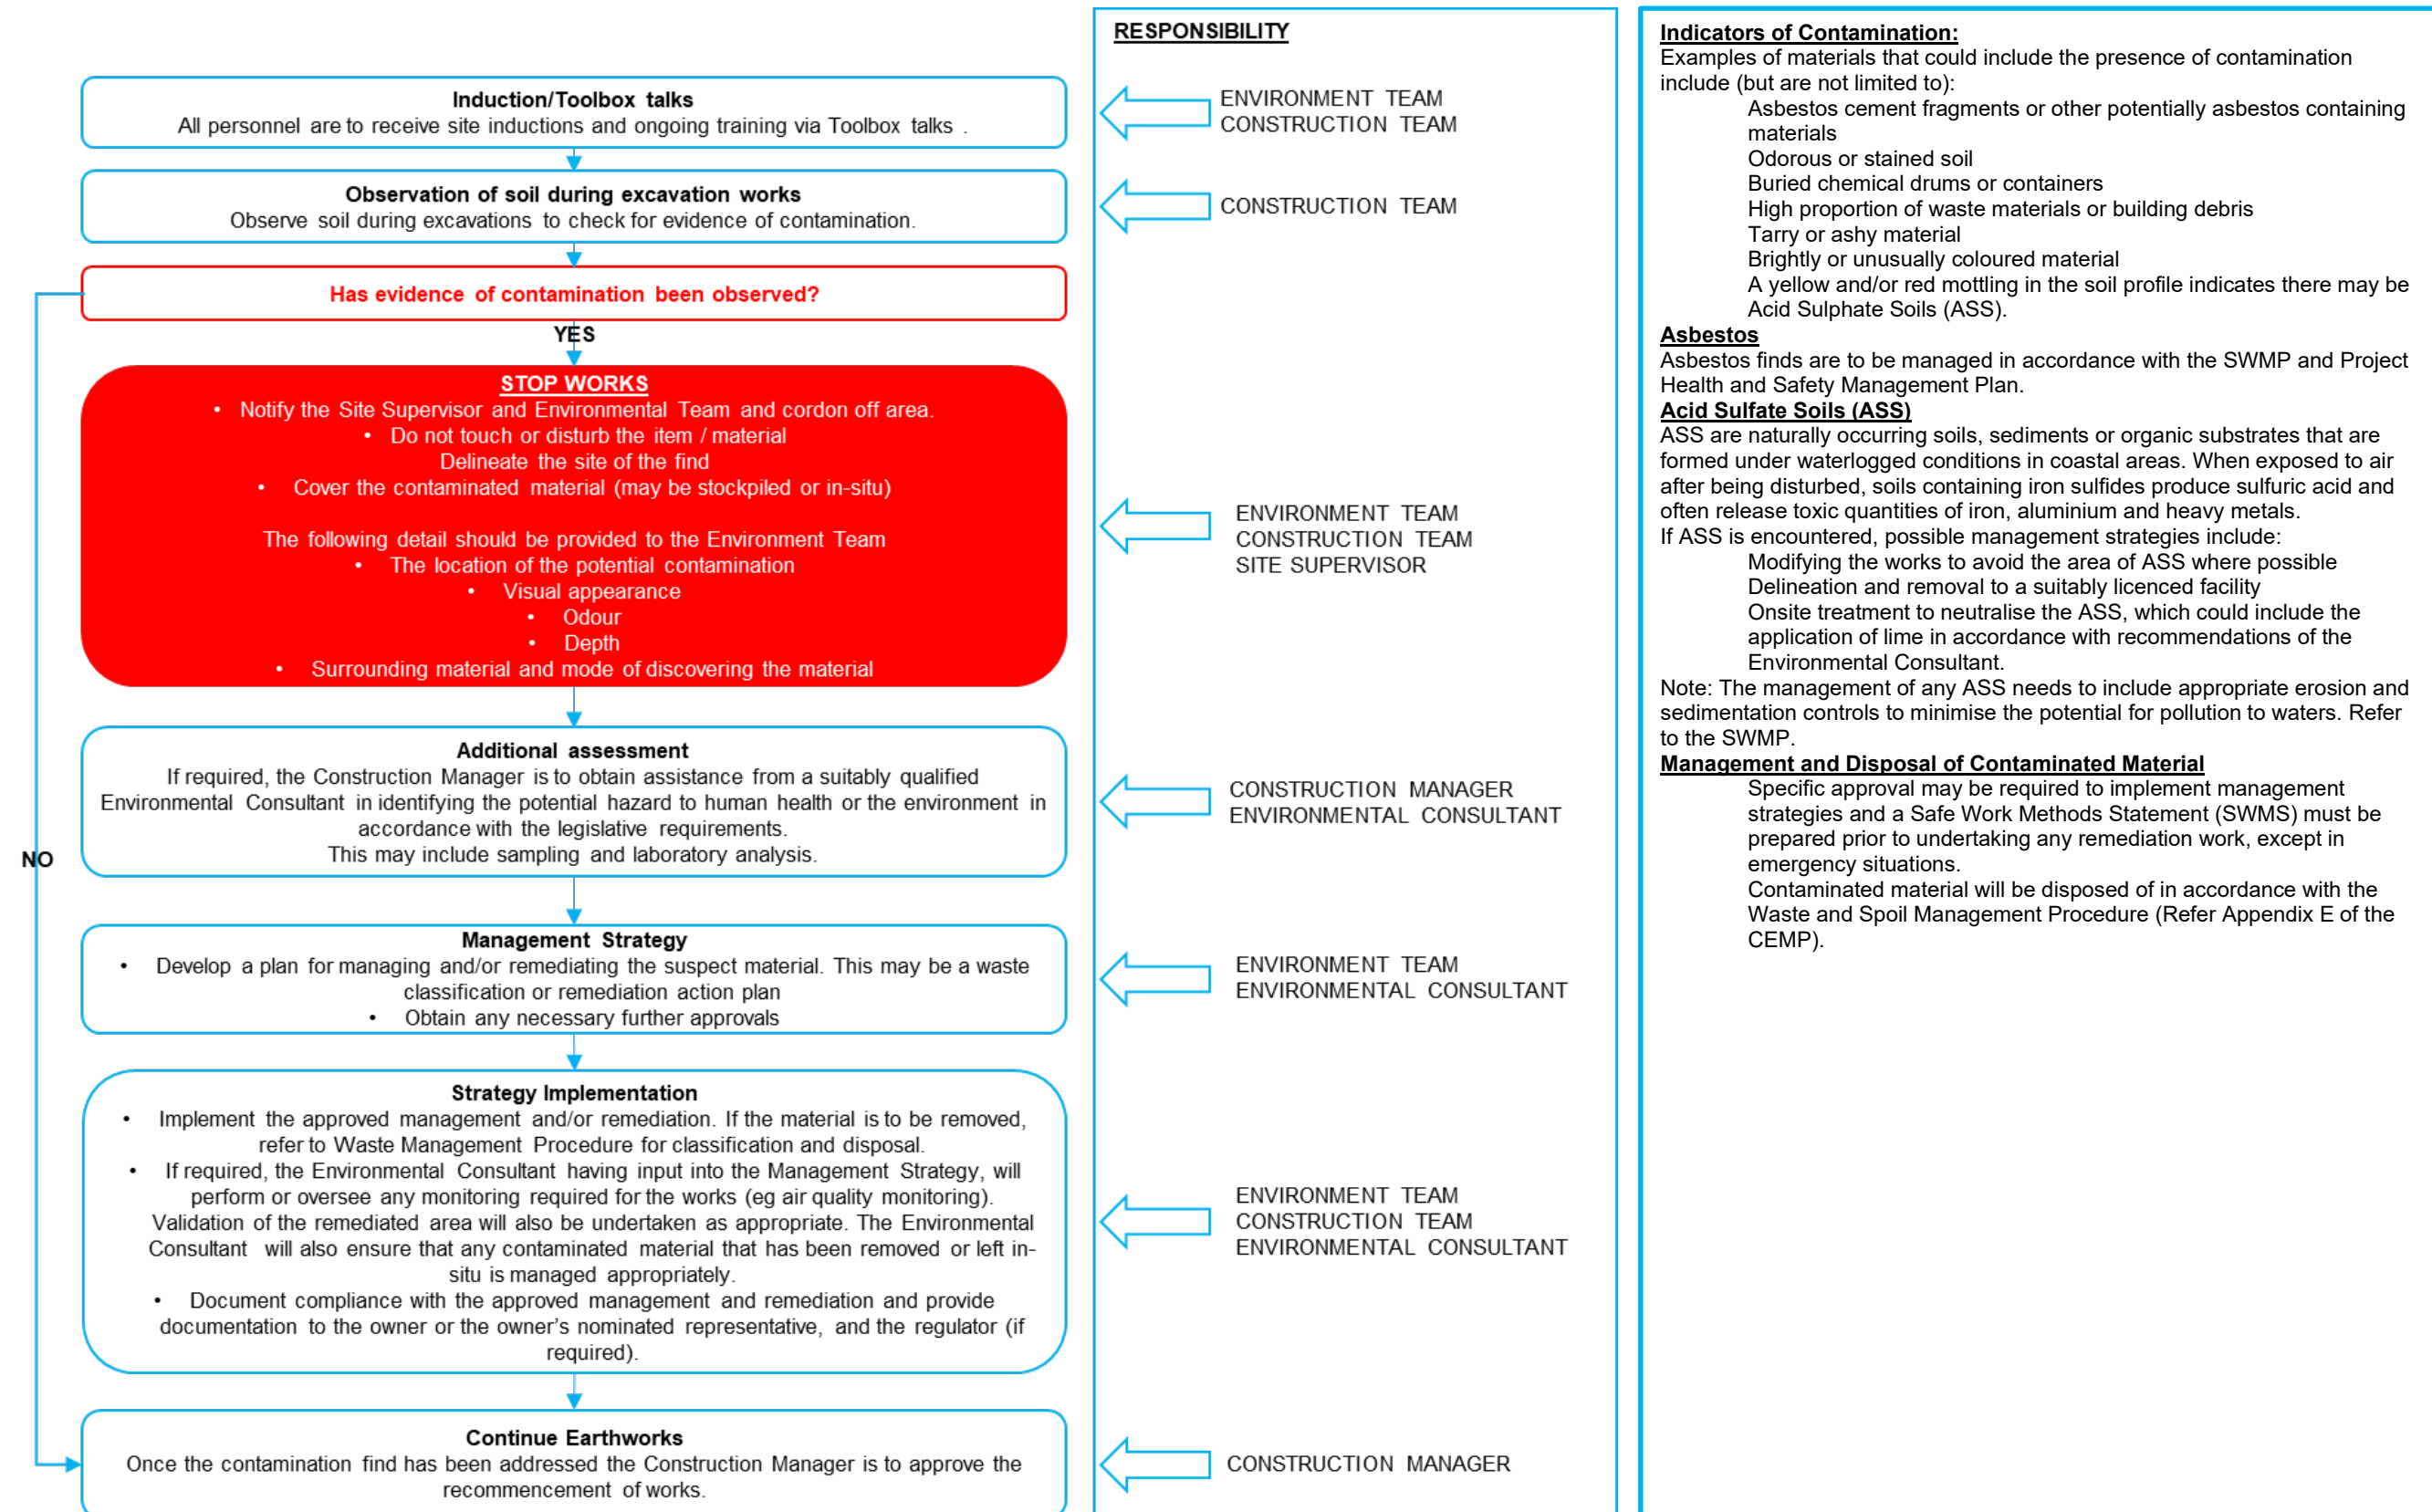 Induction/Toolbox talks
All personnel are to receive site inductions and ongoing training via Toolbox talks .
Observation of soil during excavation works
Observe soil during excavations to check for evidence of contamination.
Has evidence of contamination been observed?
YES
NO
STOP WORKS
• Notify the Site Supervisor and Environmental Team and cordon off area.
• Do not touch or disturb the item / material
Delineate the site of the find
• Cover the contaminated material (may be stockpiled or in-situ)
The following detail should be provided to the Environment Team
• The location of the potential contamination
• Visual appearance
• Odour
• Depth
• Surrounding material and mode of discovering the material
Additional assessment
If required, the Construction Manager is to obtain assistance from a suitably qualified
Environmental Consultant in identifying the potential hazard to human health or the environment in
accordance with the legislative requirements.
This may include sampling and laboratory analysis.
Management Strategy
• Develop a plan for managing and/or remediating the suspect material. This may be a waste
classification or remediation action plan
• Obtain any necessary further approvals
Strategy Implementation
• Implement the approved management and/or remediation. If the material is to be removed,
refer to Waste Management Procedure for classification and disposal.
• If required, the Environmental Consultant having input into the Management Strategy, will
perform or oversee any monitoring required for the works (eg air quality monitoring).
Validation of the remediated area will also be undertaken as appropriate. The Environmental
Consultant will also ensure that any contaminated material that has been removed or left in-
situ is managed appropriately.
• Document compliance with the approved management and remediation and provide
documentation to the owner or the owner's nominated representative, and the regulator (if
required).
Continue Earthworks
Once the contamination find has been addressed the Construction Manager is to approve the
recommencement of works.
RESPONSIBILITY
ENVIRONMENT TEAM
CONSTRUCTION TEAM
CONSTRUCTION TEAM
ENVIRONMENT TEAM
CONSTRUCTION TEAM
SITE SUPERVISOR
CONSTRUCTION MANAGER
ENVIRONMENTAL CONSULTANT
ENVIRONMENT TEAM
ENVIRONMENTAL CONSULTANT
ENVIRONMENT TEAM
CONSTRUCTION TEAM
ENVIRONMENTAL CONSULTANT
CONSTRUCTION MANAGER
Indicators of Contamination:
Examples of materials that could include the presence of contamination
include (but are not limited to):
Asbestos cement fragments or other potentially asbestos containing
materials
Odorous or stained soil
Buried chemical drums or containers
High proportion of waste materials or building debris
Tarry or ashy material
Brightly or unusually coloured material
A yellow and/or red mottling in the soil profile indicates there may be
Acid Sulphate Soils (ASS).
Asbestos
Asbestos finds are to be managed in accordance with the SWMP and Project
Health and Safety Management Plan.
Acid Sulfate Soils (ASS)
ASS are naturally occurring soils, sediments or organic substrates that are
formed under waterlogged conditions in coastal areas. When exposed to air
after being disturbed, soils containing iron sulfides produce sulfuric acid and
often release toxic quantities of iron, aluminium and heavy metals.
If ASS is encountered, possible management strategies include:
Modifying the works to avoid the area of ASS where possible
Delineation and removal to a suitably licenced facility
Onsite treatment to neutralise the ASS, which could include the
application of lime in accordance with recommendations of the
Environmental Consultant.
Note: The management of any ASS needs to include appropriate erosion and
sedimentation controls to minimise the potential for pollution to waters. Refer
to the SWMP.
Management and Disposal of Contaminated Material
Specific approval may be required to implement management
strategies and a Safe Work Methods Statement (SWMS) must be
prepared prior to undertaking any remediation work, except in
emergency situations.
Contaminated material will be disposed of in accordance with the
Waste and Spoil Management Procedure (Refer Appendix E of the
CEMP).